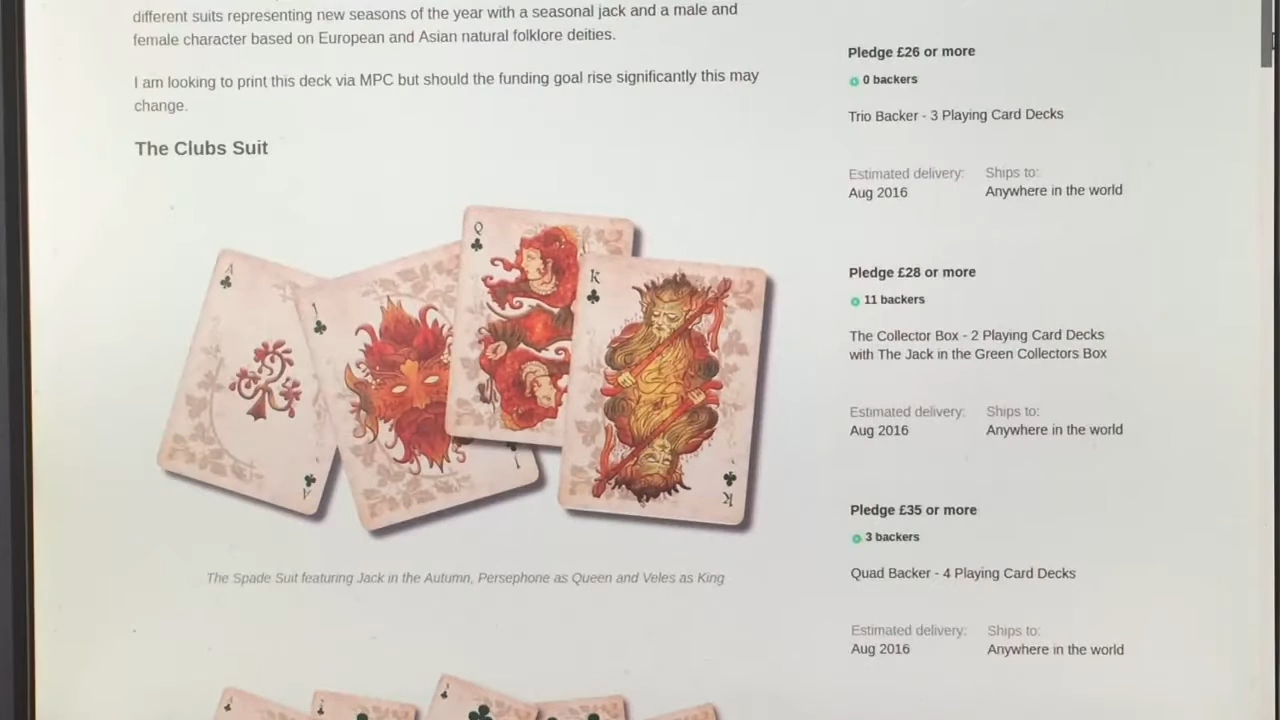 different suits representing new seasons of the year with a seasonal jack and a male and
female character based on European and Asian natural folklore deities.
I am looking to print this deck via MPC but should the funding goal rise significantly this may
change.
The Clubs Suit
A
J
Q
K
A
J
K
The Spade Suit featuring Jack in the Autumn, Persephone as Queen and Veles as King
Pledge £26 or more
0 backers
Trio Backer - 3 Playing Card Decks
Estimated delivery: Ships to:
Aug 2016 Anywhere in the world
Pledge £28 or more
11 backers
The Collector Box - 2 Playing Card Decks
with The Jack in the Green Collectors Box
Estimated delivery: Ships to:
Aug 2016 Anywhere in the world
Pledge £35 or more
3 backers
Quad Backer - 4 Playing Card Decks
Estimated delivery: Ships to:
Aug 2016 Anywhere in the world